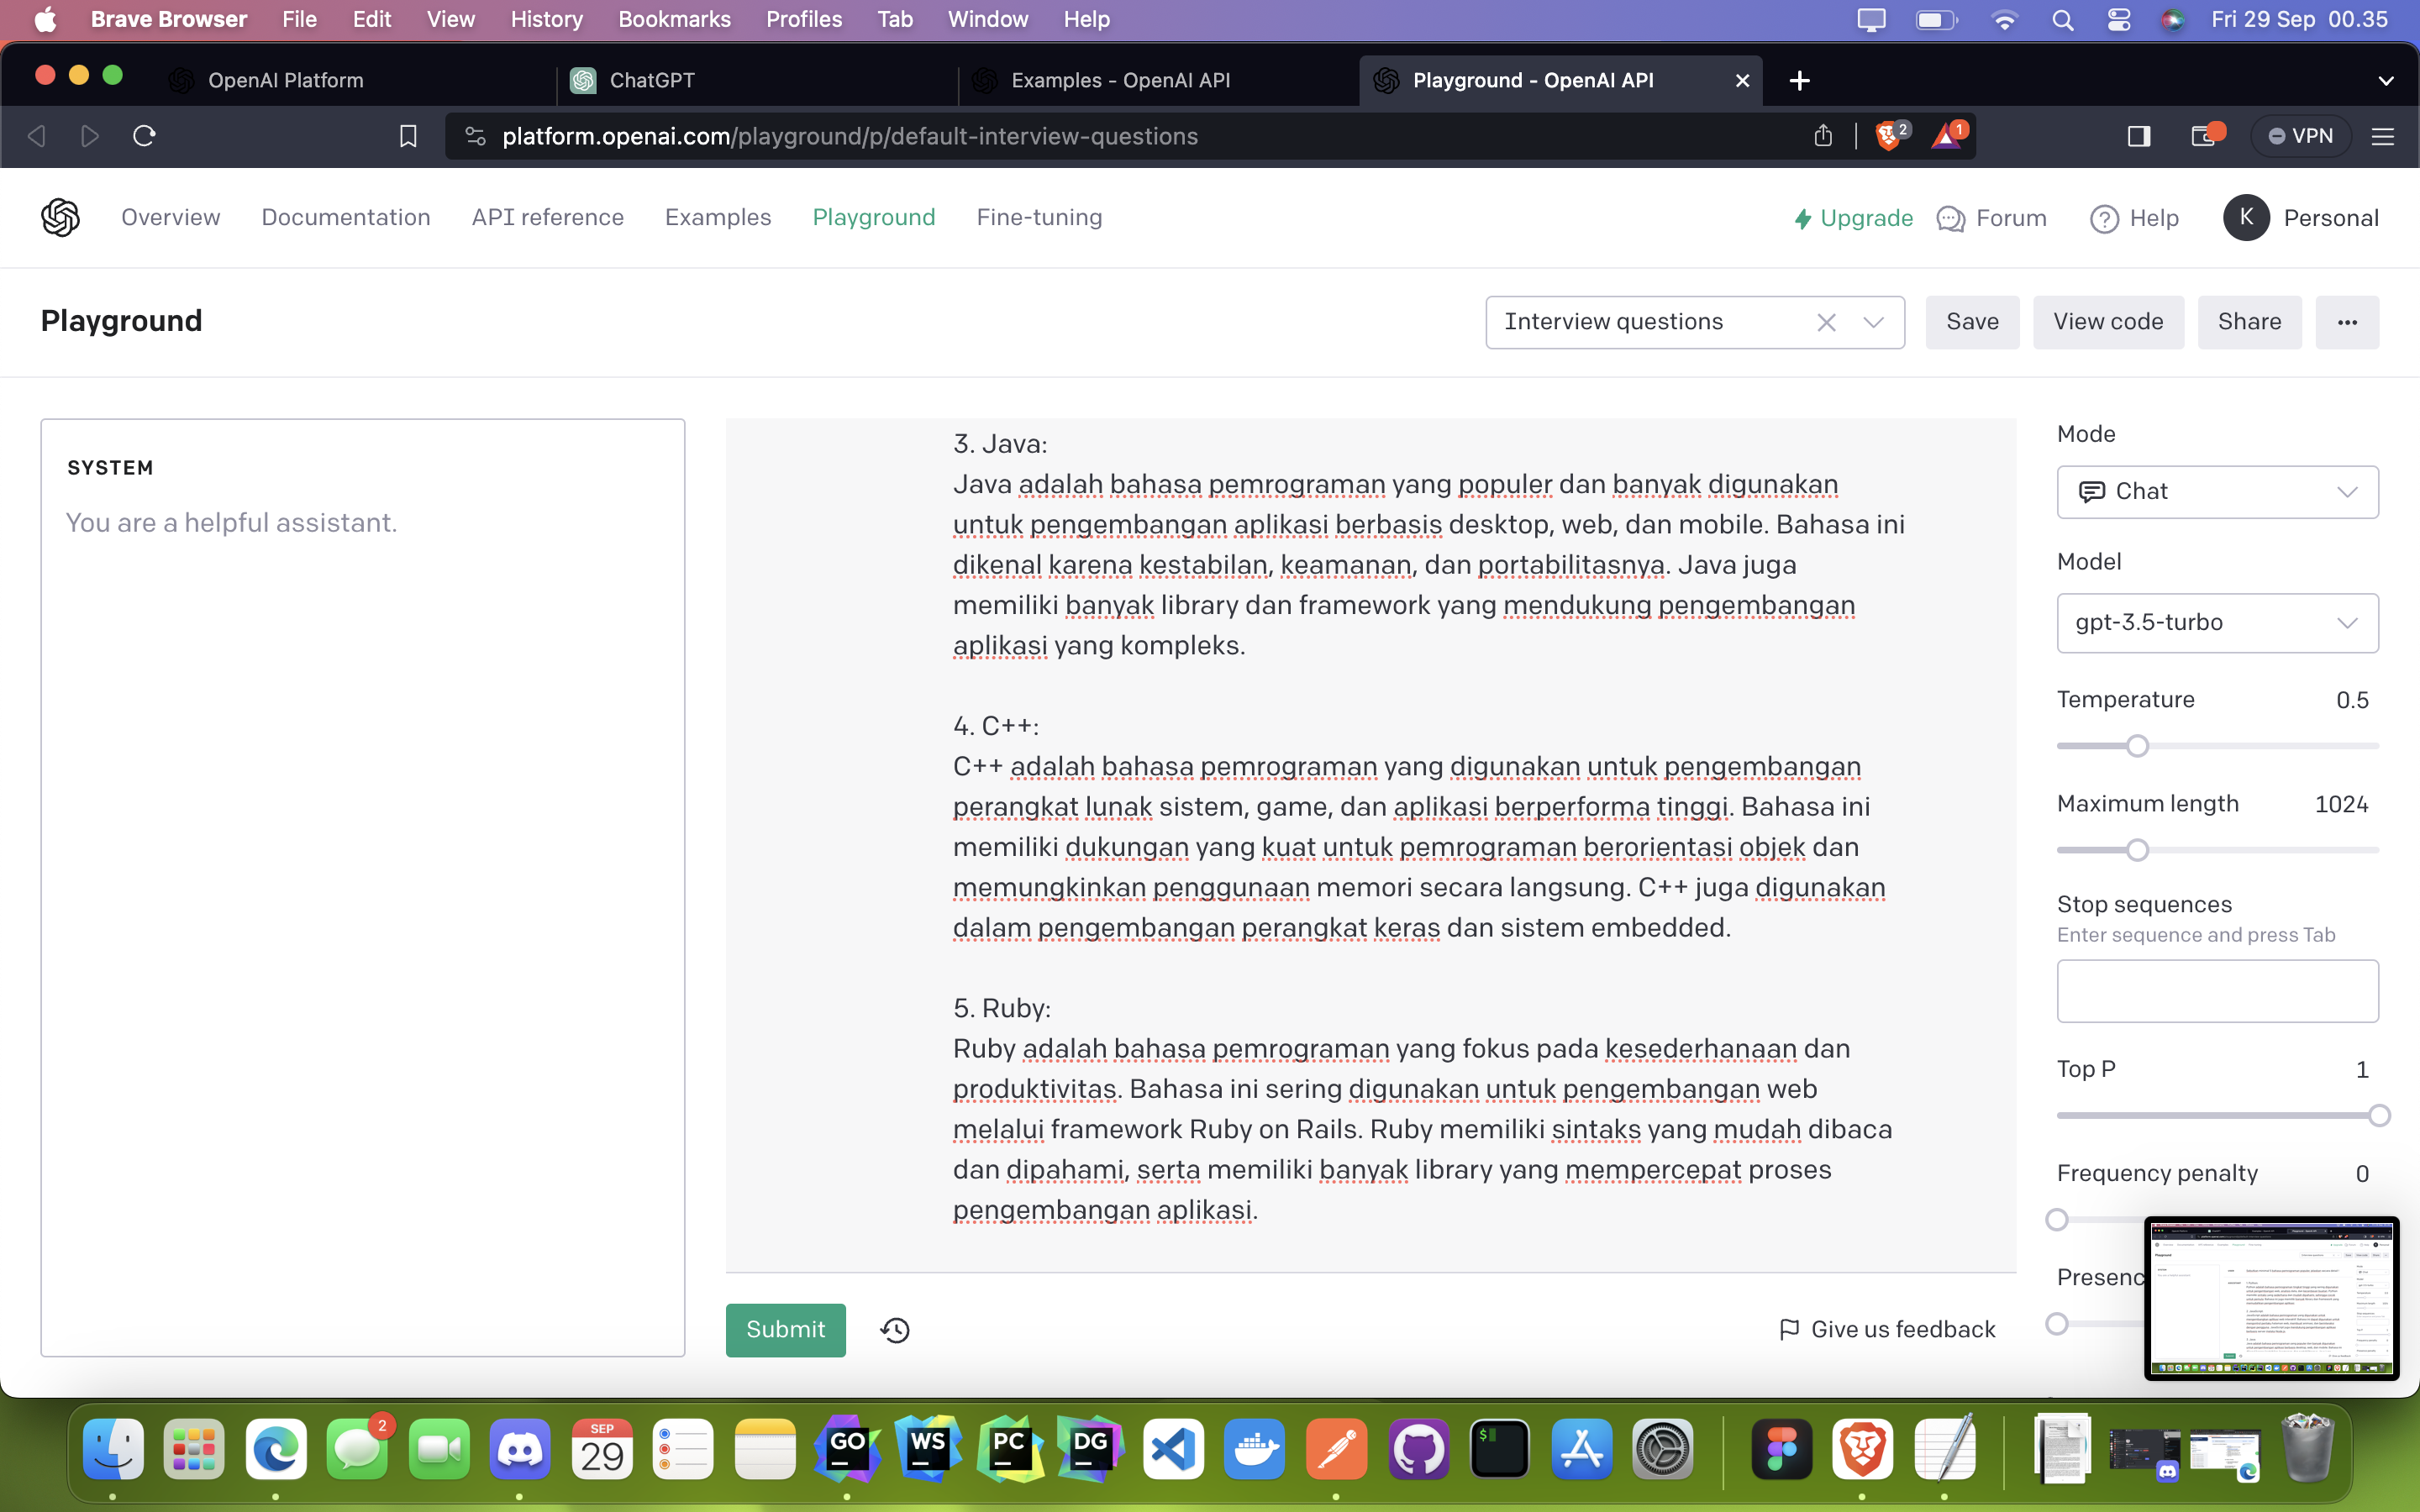 Brave Browser File Edit View History Bookmarks Profiles Tab Window Help Fri 29 Sep 00.35
OpenAI Platform ChatGPT Examples - OpenAI API Playground - OpenAI API
platform.openai.com/playground/p/default-interview-questions 2 1 VPN
Overview Documentation API reference Examples Playground Fine-tuning Upgrade Forum Help K Personal
Playground Interview questions Save View code Share
SYSTEM
You are a helpful assistant.
3. Java:
Java adalah bahasa pemrograman yang populer dan banyak digunakan
untuk pengembangan aplikasi berbasis desktop, web, dan mobile. Bahasa ini
dikenal karena kestabilan, keamanan, dan portabilitasnya. Java juga
memiliki banyak library dan framework yang mendukung pengembangan
aplikasi yang kompleks.
4. C++:
C++ adalah bahasa pemrograman yang digunakan untuk pengembangan
perangkat lunak sistem, game, dan aplikasi berperforma tinggi. Bahasa ini
memiliki dukungan yang kuat untuk pemrograman berorientasi objek dan
memungkinkan penggunaan memori secara langsung. C++ juga digunakan
dalam pengembangan perangkat keras dan sistem embedded.
5. Ruby:
Ruby adalah bahasa pemrograman yang fokus pada kesederhanaan dan
produktivitas. Bahasa ini sering digunakan untuk pengembangan web
melalui framework Ruby on Rails. Ruby memiliki sintaks yang mudah dibaca
dan dipahami, serta memiliki banyak library yang mempercepat proses
pengembangan aplikasi.
Submit
Give us feedback
Mode
Chat
Model
gpt-3.5-turbo
Temperature 0.5
Maximum length 1024
Stop sequences
Enter sequence and press Tab
Top P 1
Frequency penalty 0
Presenc
2 SEP 29 GO WS PC DG $